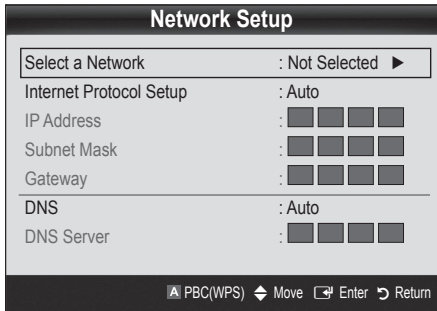 Network Setup
Select a Network : Not Selected ▶
Internet Protocol Setup : Auto
IP Address :
Subnet Mask :
Gateway :
DNS : Auto
DNS Server :
A PBC(WPS) Move Enter Return